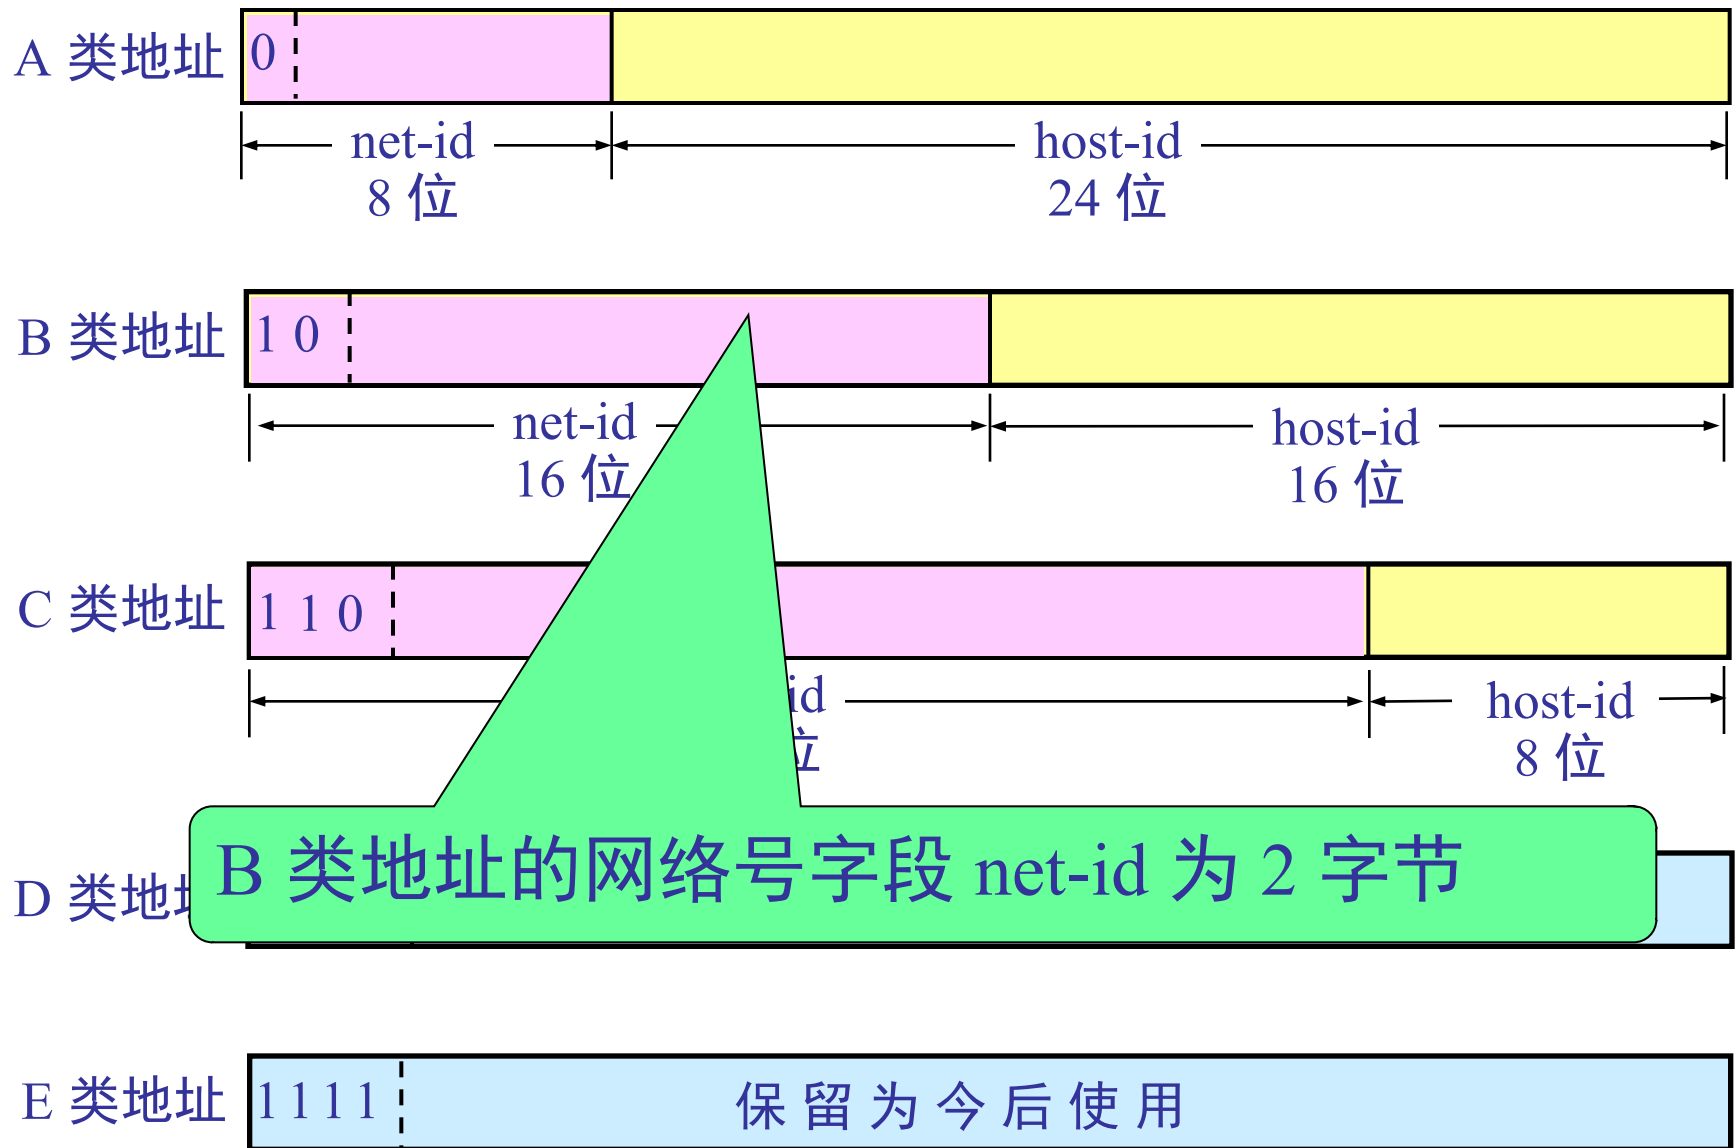 A 类地址
0
net-id
8 位
host-id
24 位
B 类地址
1 0
net-id
16 位
host-id
16 位
C 类地址
1 1 0
id
位
host-id
8 位
D 类地
B 类地址的网络号字段 net-id 为 2 字节
E 类地址
1 1 1 1
保 留 为 今 后 使 用